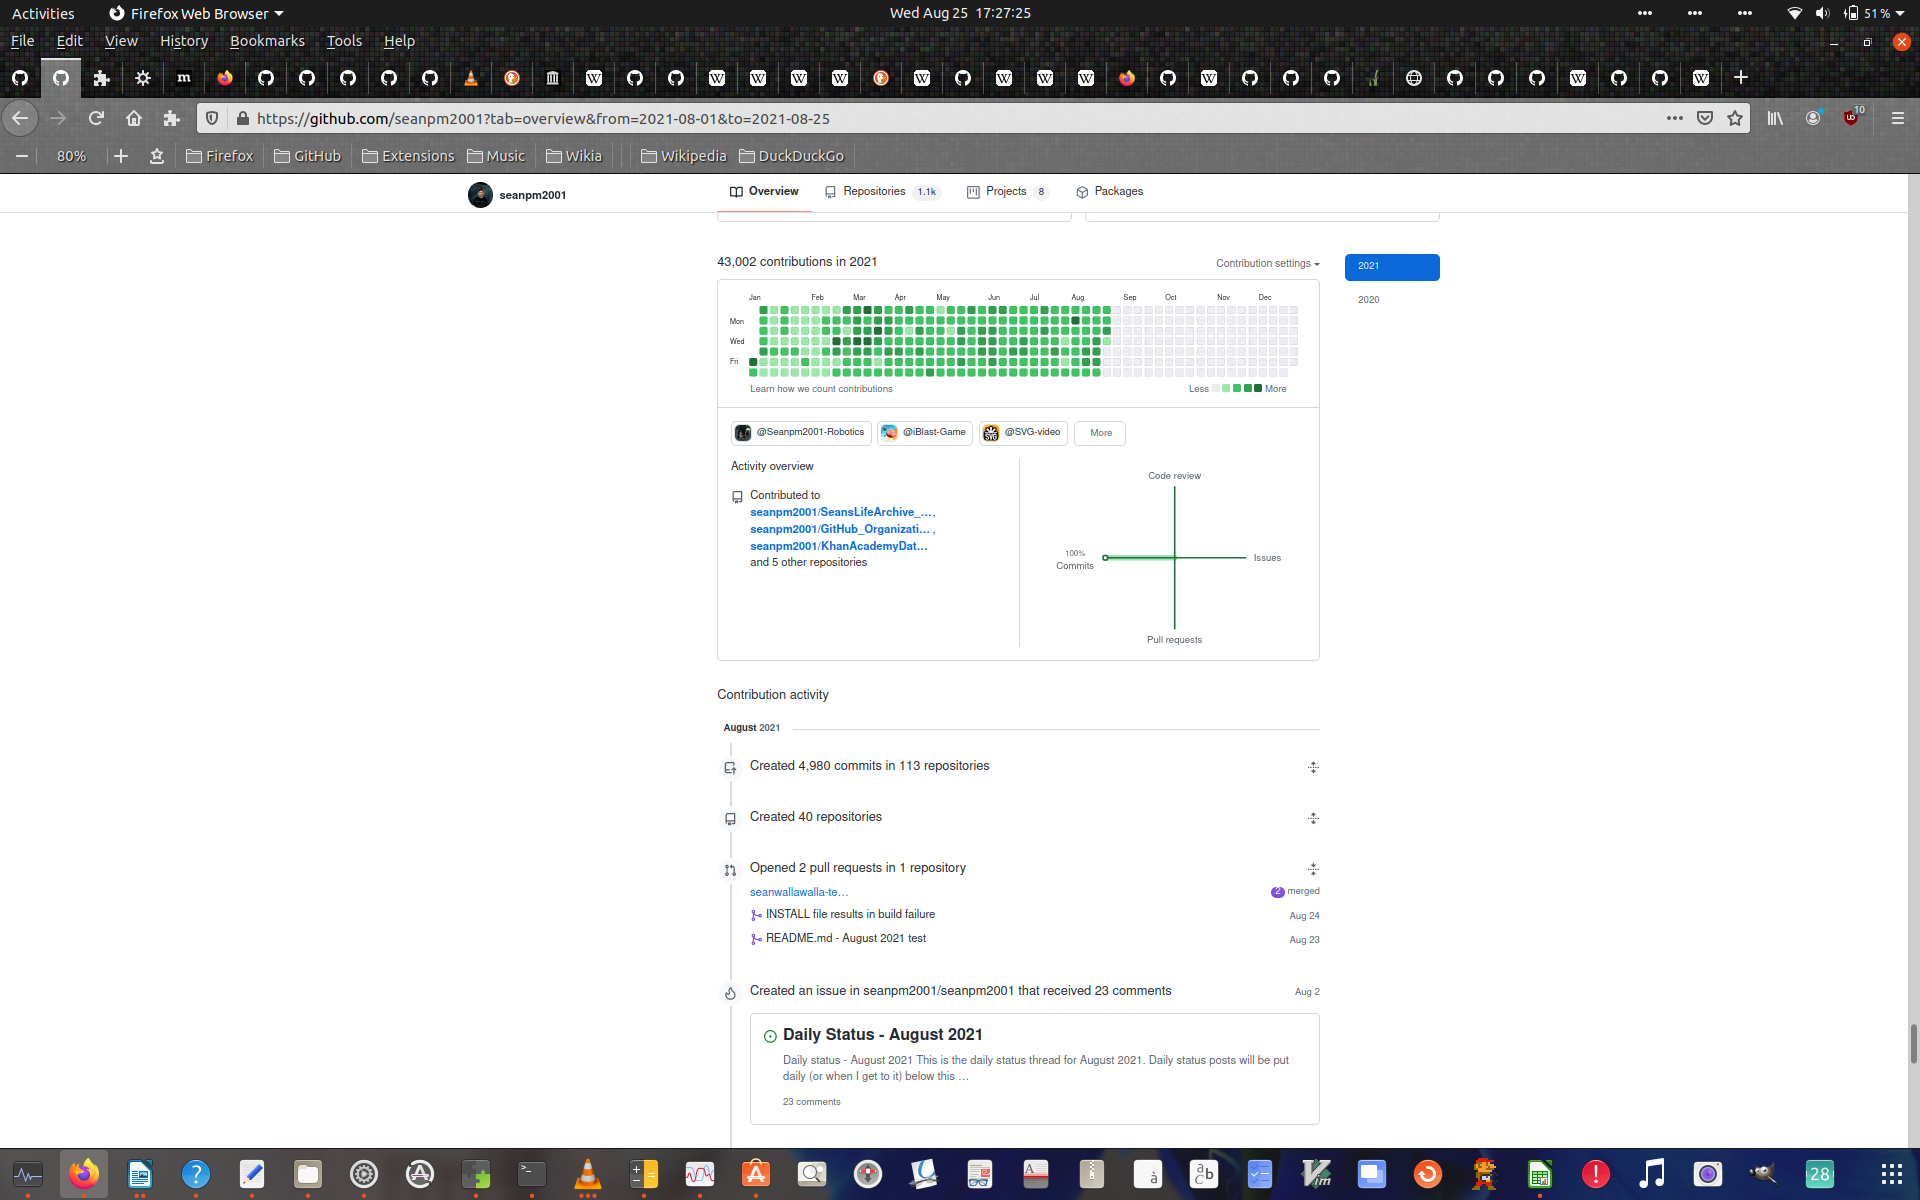 Activities
Firefox Web Browser
Wed Aug 25 17:27:25
51 %
File Edit View History Bookmarks Tools Help
https://github.com/seanpm2001?tab=overview&from=2021-08-01&to=2021-08-25
10
80%
Firefox
GitHub
Extensions
Music
Wikia
Wikipedia
DuckDuckGo
seanpm2001
Overview
Repositories 1.1k
Projects 8
Packages
43,002 contributions in 2021
Contribution settings
2021
2020
Jan Feb Mar Apr May Jun Jul Aug Sep Oct Nov Dec
Mon
Wed
Fri
Learn how we count contributions
Less
More
@Seanpm2001-Robotics
@iBlast-Game
@SVG-video
More
Activity overview
Contributed to
seanpm2001/SeansLifeArchive_…,
seanpm2001/GitHub_Organizati… ,
seanpm2001/KhanAcademyDat…
and 5 other repositories
Code review
100%
Commits
Issues
Pull requests
Contribution activity
August 2021
Created 4,980 commits in 113 repositories
Created 40 repositories
Opened 2 pull requests in 1 repository
seanwallawalla-te…
2 merged
INSTALL file results in build failure
Aug 24
README.md - August 2021 test
Aug 23
Created an issue in seanpm2001/seanpm2001 that received 23 comments
Aug 2
Daily Status - August 2021
Daily status - August 2021 This is the daily status thread for August 2021. Daily status posts will be put
daily (or when I get to it) below this …
23 comments
28